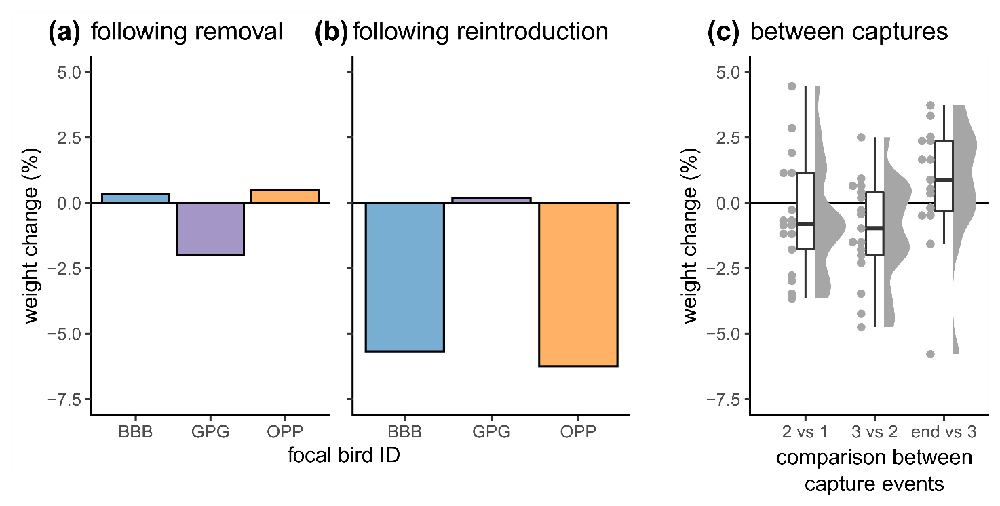 (a) following removal
(b) following reintroduction
(c) between captures
weight change (%)
5.0
2.5
0.0
−2.5
−5.0
−7.5
BBB GPG OPP
BBB GPG OPP
focal bird ID
weight change (%)
5.0
2.5
0.0
−2.5
−5.0
−7.5
2 vs 1 3 vs 2 end vs 3
comparison between
capture events